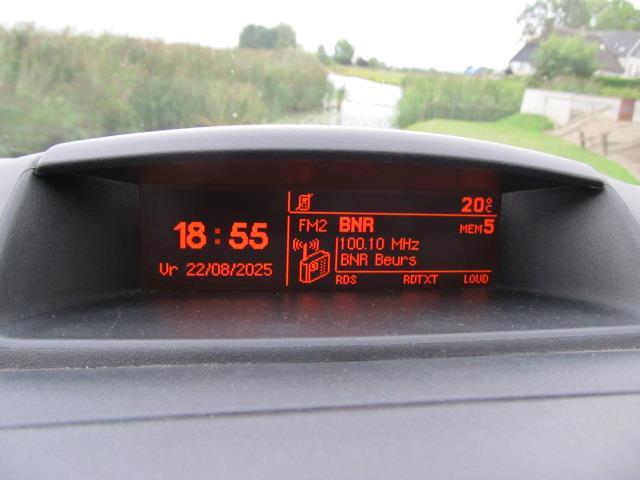 18:55
Vr 22/08/2025
20°C
FM2 BNR MEM5
100.10 MHz
BNR Beurs
RDS RDTXT LOUD